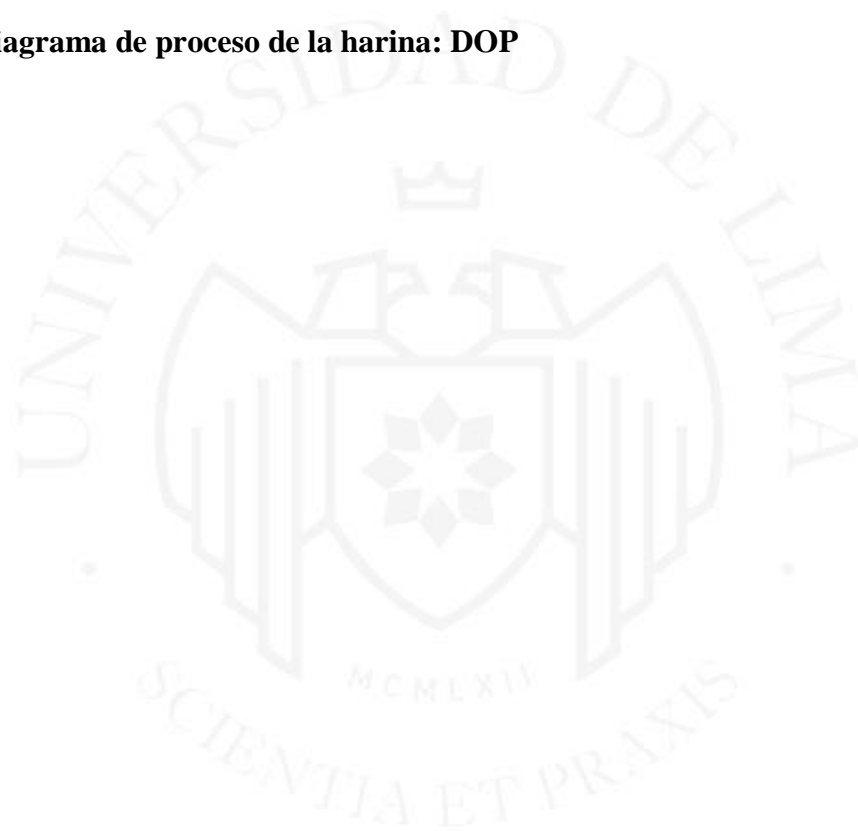 iagrama de proceso de la harina: DOP
UNIVERSIDAD DE LIMA
MCMLXII
SCIENTIA ET PRAXIS